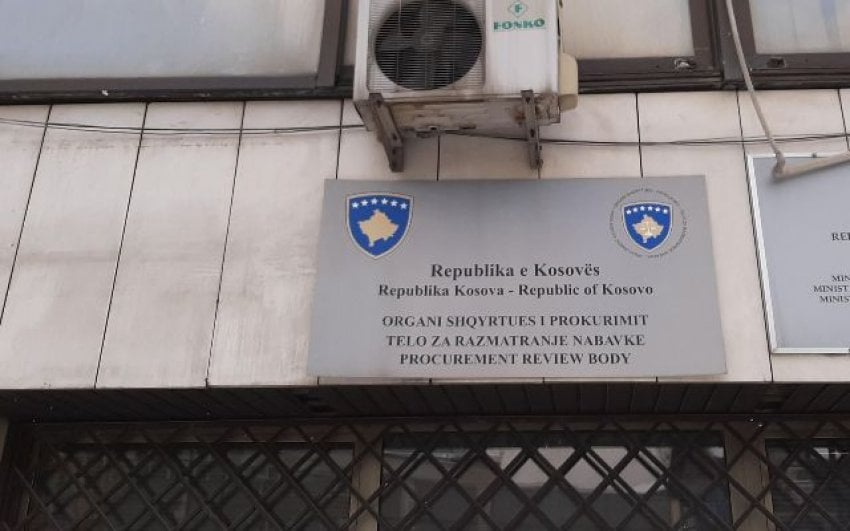 FONKO
Republika e Kosovës
Republika Kosova - Republic of Kosovo
ORGANI SHQYRTUES I PROKURIMIT
TELO ZA RAZMATRANJE NABAVKE
PROCUREMENT REVIEW BODY